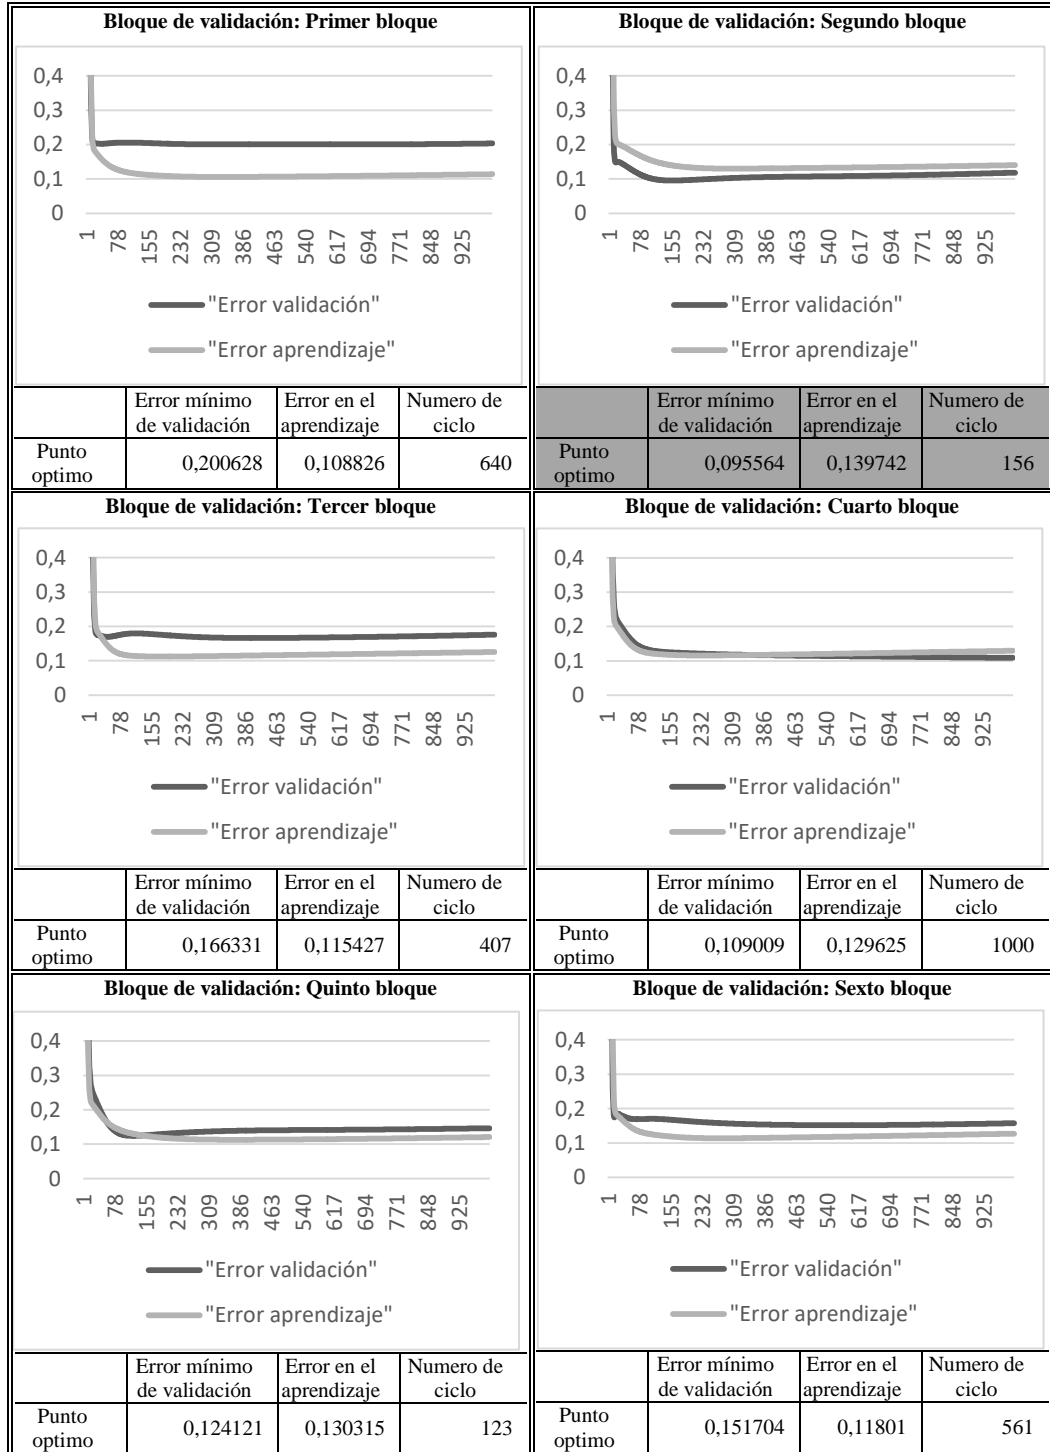 Bloque de validación: Primer bloque
0,4
0,3
0,2
0,1
0
1 78 155 232 309 386 463 540 617 694 771 848 925
"Error validación"
"Error aprendizaje"
Error mínimo de validación Error en el aprendizaje Numero de ciclo
Punto optimo 0,200628 0,108826 640
Bloque de validación: Segundo bloque
0,4
0,3
0,2
0,1
0
1 78 155 232 309 386 463 540 617 694 771 848 925
"Error validación"
"Error aprendizaje"
Error mínimo de validación Error en el aprendizaje Numero de ciclo
Punto optimo 0,095564 0,139742 156
Bloque de validación: Tercer bloque
0,4
0,3
0,2
0,1
0
1 78 155 232 309 386 463 540 617 694 771 848 925
"Error validación"
"Error aprendizaje"
Error mínimo de validación Error en el aprendizaje Numero de ciclo
Punto optimo 0,166331 0,115427 407
Bloque de validación: Cuarto bloque
0,4
0,3
0,2
0,1
0
1 78 155 232 309 386 463 540 617 694 771 848 925
"Error validación"
"Error aprendizaje"
Error mínimo de validación Error en el aprendizaje Numero de ciclo
Punto optimo 0,109009 0,129625 1000
Bloque de validación: Quinto bloque
0,4
0,3
0,2
0,1
0
1 78 155 232 309 386 463 540 617 694 771 848 925
"Error validación"
"Error aprendizaje"
Error mínimo de validación Error en el aprendizaje Numero de ciclo
Punto optimo 0,124121 0,130315 123
Bloque de validación: Sexto bloque
0,4
0,3
0,2
0,1
0
1 78 155 232 309 386 463 540 617 694 771 848 925
"Error validación"
"Error aprendizaje"
Error mínimo de validación Error en el aprendizaje Numero de ciclo
Punto optimo 0,151704 0,11801 561